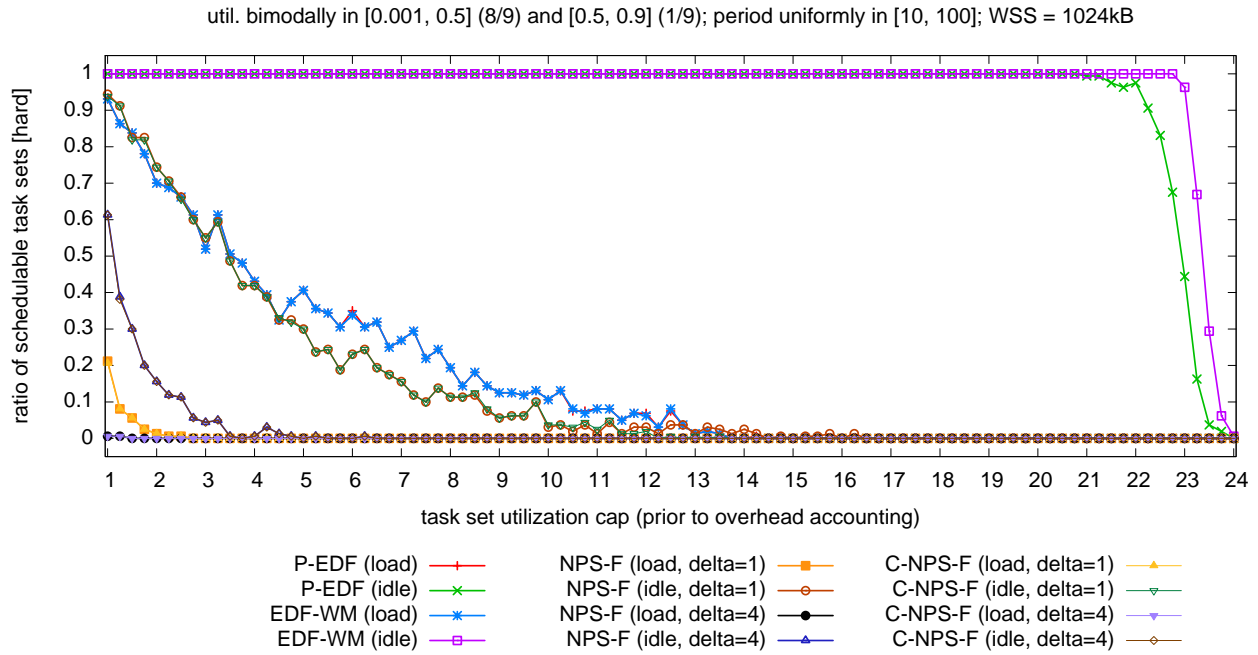 util. bimodally in [0.001, 0.5] (8/9) and [0.5, 0.9] (1/9); period uniformly in [10, 100]; WSS = 1024kB
ratio of schedulable task sets [hard]
1
0.9
0.8
0.7
0.6
0.5
0.4
0.3
0.2
0.1
0
1 2 3 4 5 6 7 8 9 10 11 12 13 14 15 16 17 18 19 20 21 22 23 24
task set utilization cap (prior to overhead accounting)
P-EDF (load) NPS-F (load, delta=1) C-NPS-F (load, delta=1)
P-EDF (idle) NPS-F (idle, delta=1) C-NPS-F (idle, delta=1)
EDF-WM (load) NPS-F (load, delta=4) C-NPS-F (load, delta=4)
EDF-WM (idle) NPS-F (idle, delta=4) C-NPS-F (idle, delta=4)